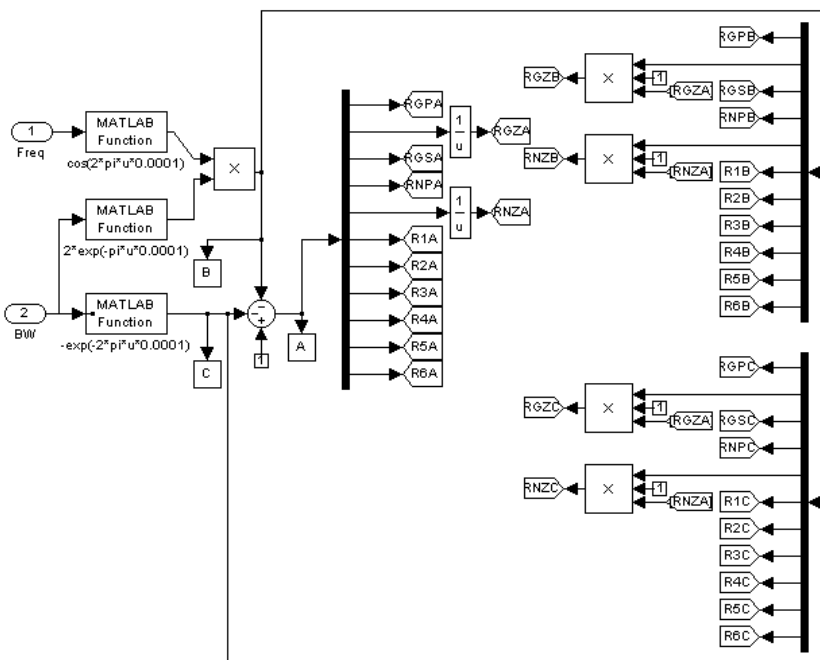 1
Freq
MATLAB
Function
cos(2*pi*u*0.0001)
×
MATLAB
Function
2*exp(-pi*u*0.0001)
B
2
BW
MATLAB
Function
-exp(-2*pi*u*0.0001)
C
−
−
+
1
A
RGPA
1
u
RGZA
RGSA
RNPA
1
u
RNZA
R1A
R2A
R3A
R4A
R5A
R6A
RGPB
RGZB
×
1
[RGZA]
RGSB
RNPB
RNZB
×
1
[RNZA]
R1B
R2B
R3B
R4B
R5B
R6B
RGPC
RGZC
×
1
[RGZA]
RGSC
RNPC
RNZC
×
1
[RNZA]
R1C
R2C
R3C
R4C
R5C
R6C